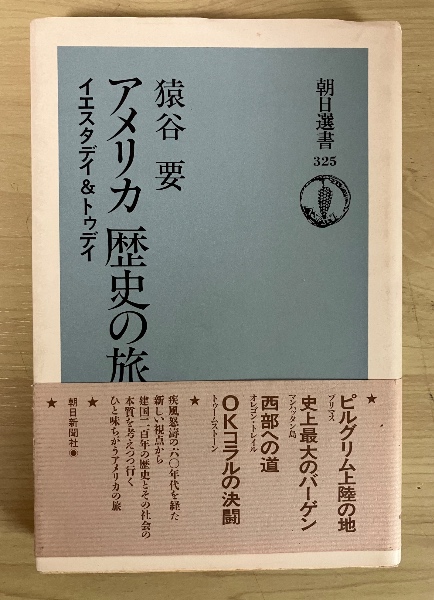 朝日選書
325
猿谷 要
アメリカ 歴史の旅
イエスタデイ&トゥデイ
★
ピルグリム上陸の地
プリマス
史上最大のバーゲン
マンハッタン島
西部への道
オレゴン・トレイル
OKコラルの決闘
トゥームストーン
★
疾風怒濤の六〇年代を経た
新しい視点から
建国二百年の歴史とその社会の
本質を考えつつ行く
ひと味ちがうアメリカの旅
★
朝日新聞社
★